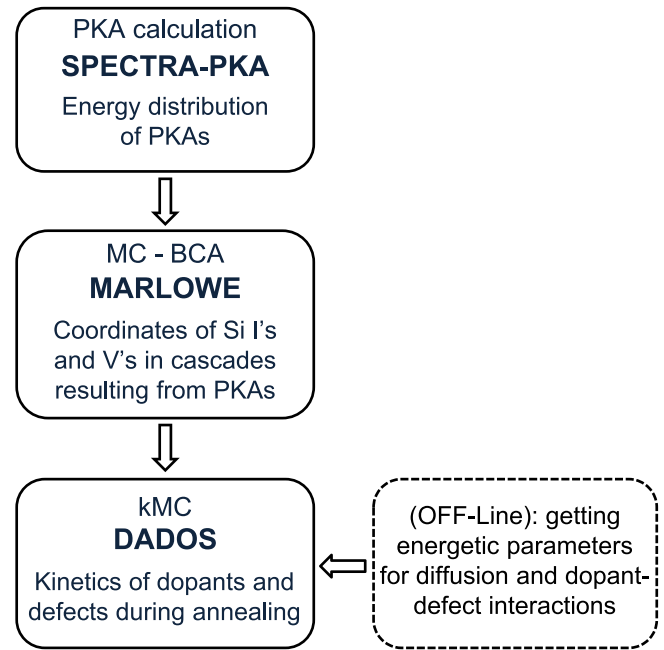 PKA calculation
SPECTRA-PKA
Energy distribution
of PKAs
MC - BCA
MARLOWE
Coordinates of Si I's
and V's in cascades
resulting from PKAs
kMC
DADOS
Kinetics of dopants and
defects during annealing
(OFF-Line): getting
energetic parameters
for diffusion and dopant-
defect interactions